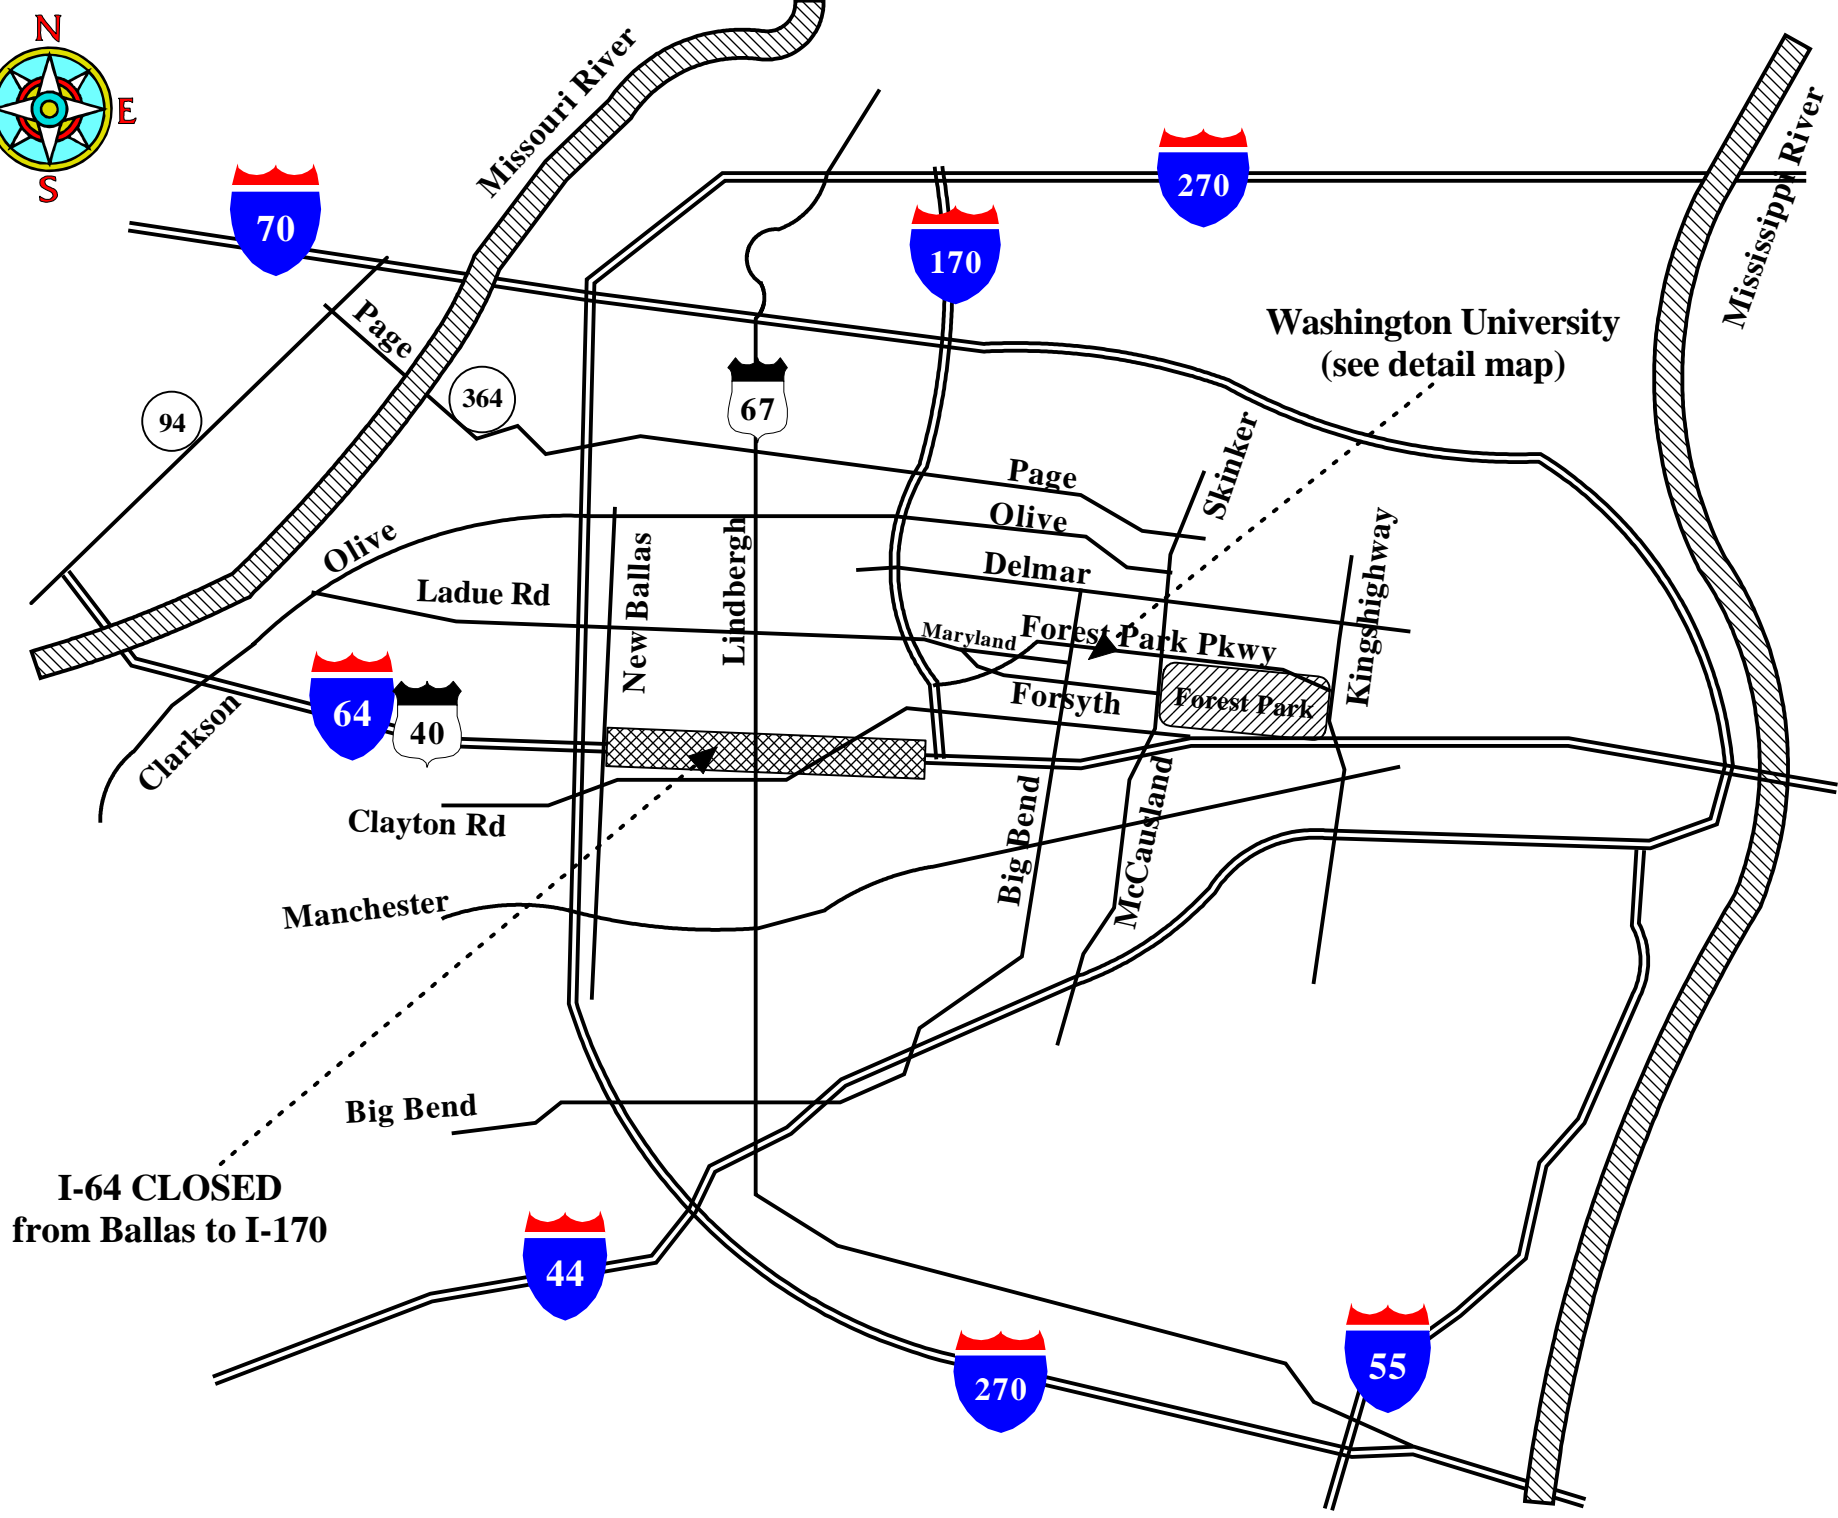 N
E
S
Missouri River
Mississippi River
70
270
170
Washington University
(see detail map)
Page
364
94
67
Skinker
Page
Olive
Olive
Delmar
Kingshighway
Ladue Rd
New Ballas
Lindbergh
Maryland
Forest Park Pkwy
Forsyth
Forest Park
64
40
Clarkson
Clayton Rd
Big Bend
McCausland
Manchester
Big Bend
I-64 CLOSED
from Ballas to I-170
44
270
55